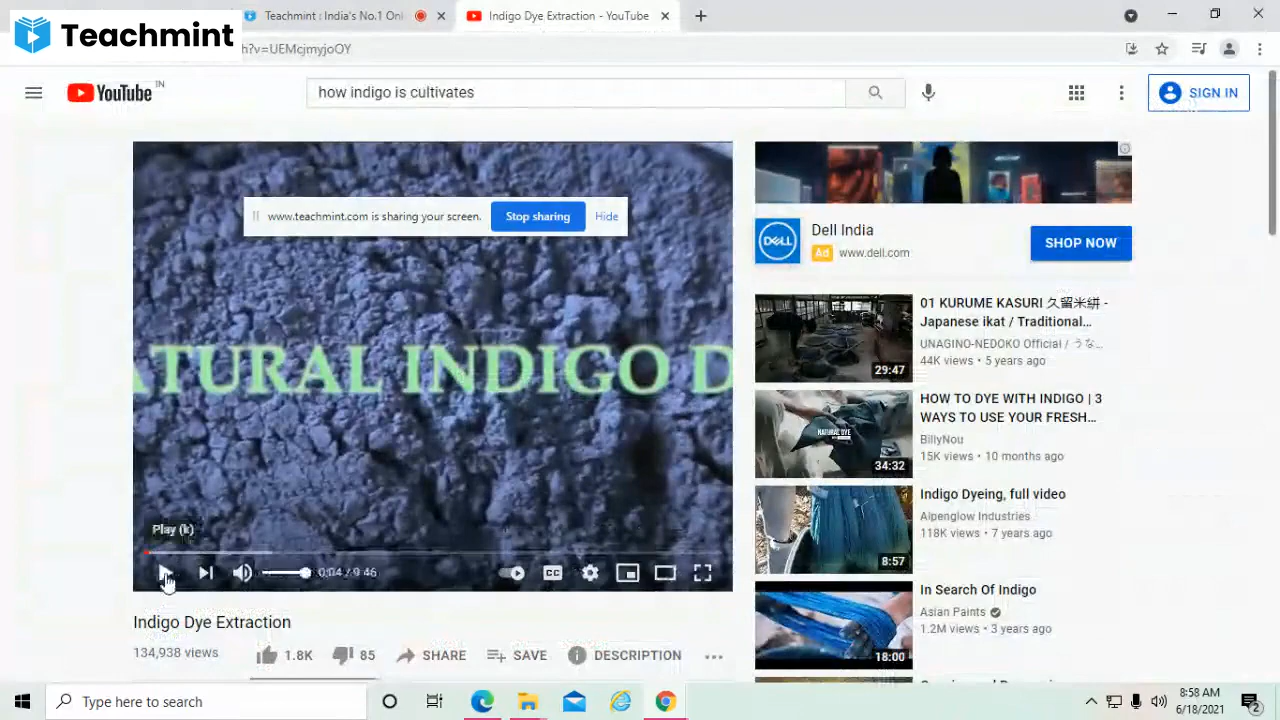 Teachmint
Teachmint | India's No.1 Onl
Indigo Dye Extraction - YouTube
h?v=UEMcjmyjoOY
YouTube IN
how indigo is cultivates
SIGN IN
www.teachmint.com is sharing your screen.
Stop sharing
Hide
ATURAL INDIGO D
Play (k)
0:04 / 9:46
CC
Indigo Dye Extraction
134,938 views
1.8K
85
SHARE
SAVE
DESCRIPTION
DELL
Dell India
Ad www.dell.com
SHOP NOW
29:47
01 KURUME KASURI 久留米絣 -
Japanese ikat / Traditional...
UNAGINO-NEDOKO Official / うな...
44K views • 5 years ago
NATURAL DYE
34:32
HOW TO DYE WITH INDIGO | 3
WAYS TO USE YOUR FRESH...
BillyNou
15K views • 10 months ago
8:57
Indigo Dyeing, full video
Alpenglow Industries
118K views • 7 years ago
18:00
In Search Of Indigo
Asian Paints
1.2M views • 3 years ago
Type here to search
8:58 AM
6/18/2021
2